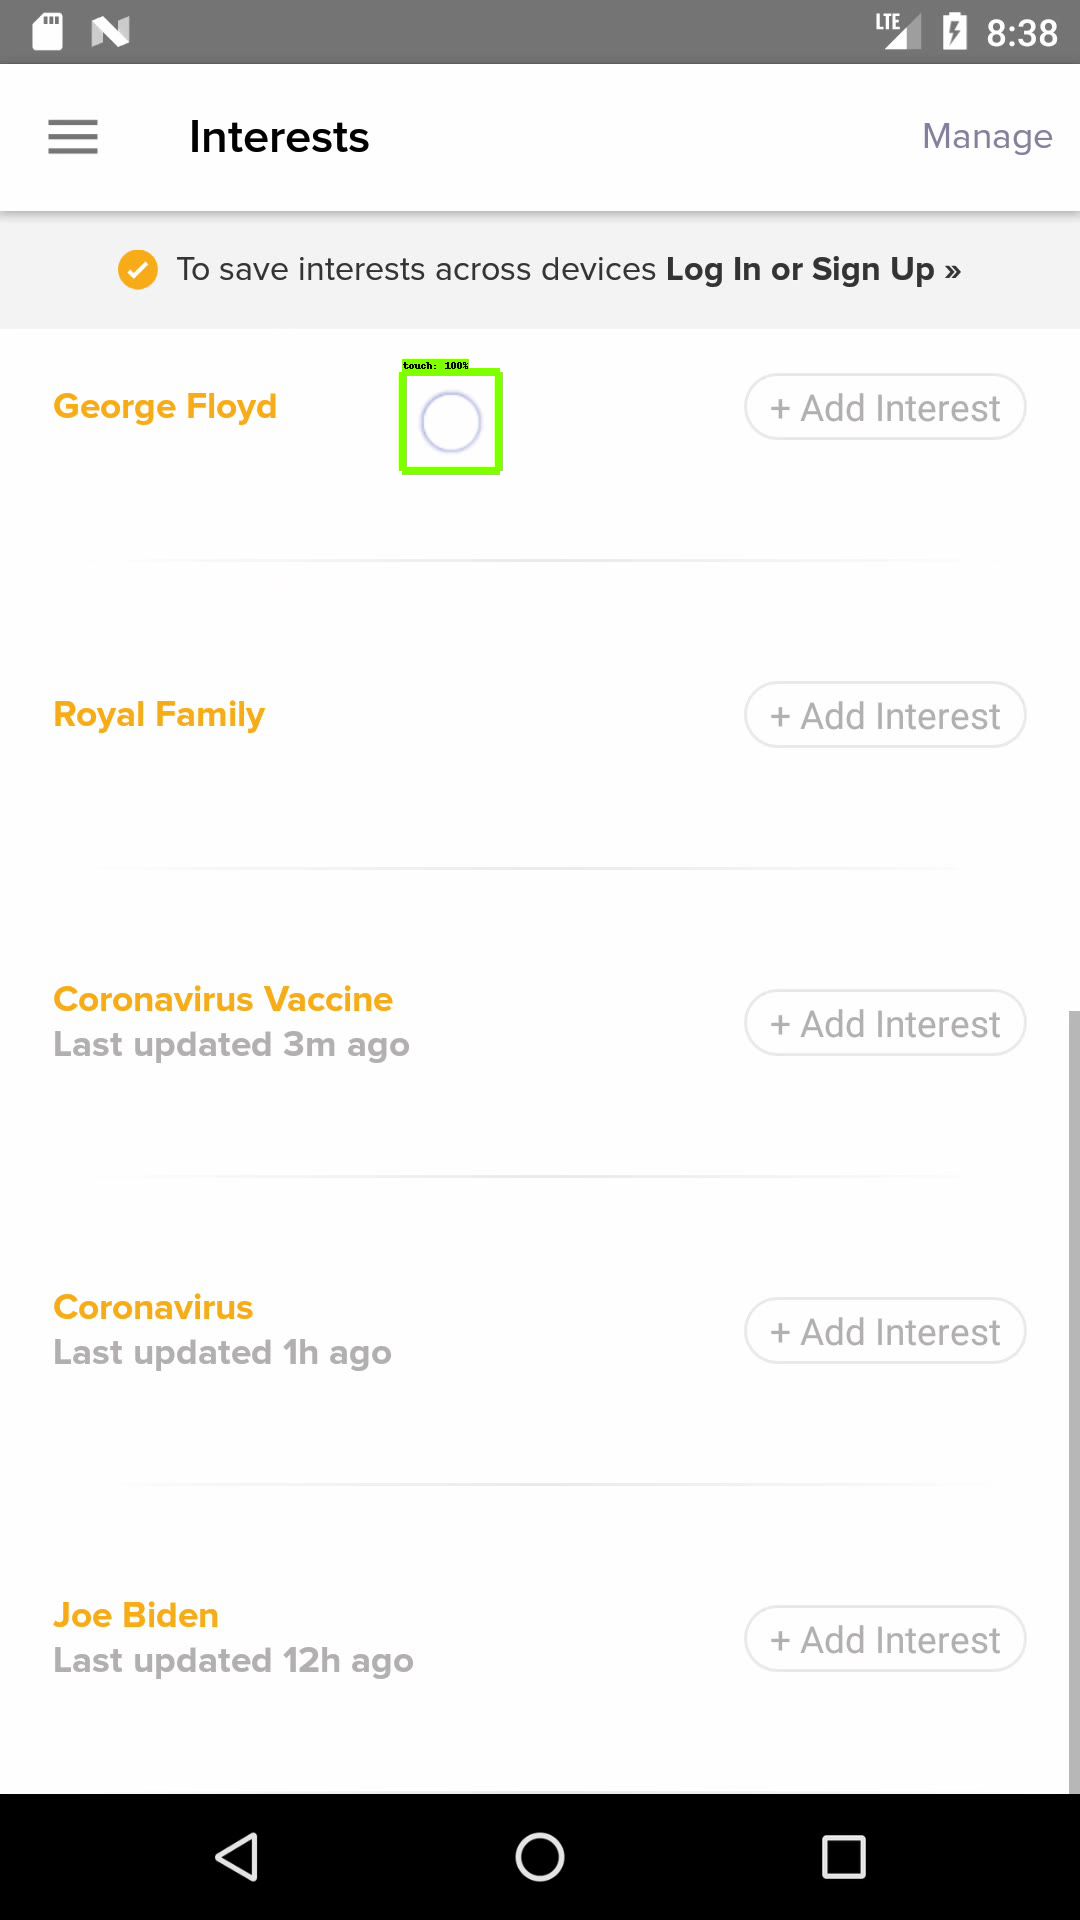 LTE 8:38
Interests Manage
To save interests across devices Log In or Sign Up »
touch: 100%
George Floyd + Add Interest
Royal Family + Add Interest
Coronavirus Vaccine
Last updated 3m ago + Add Interest
Coronavirus
Last updated 1h ago + Add Interest
Joe Biden
Last updated 12h ago + Add Interest